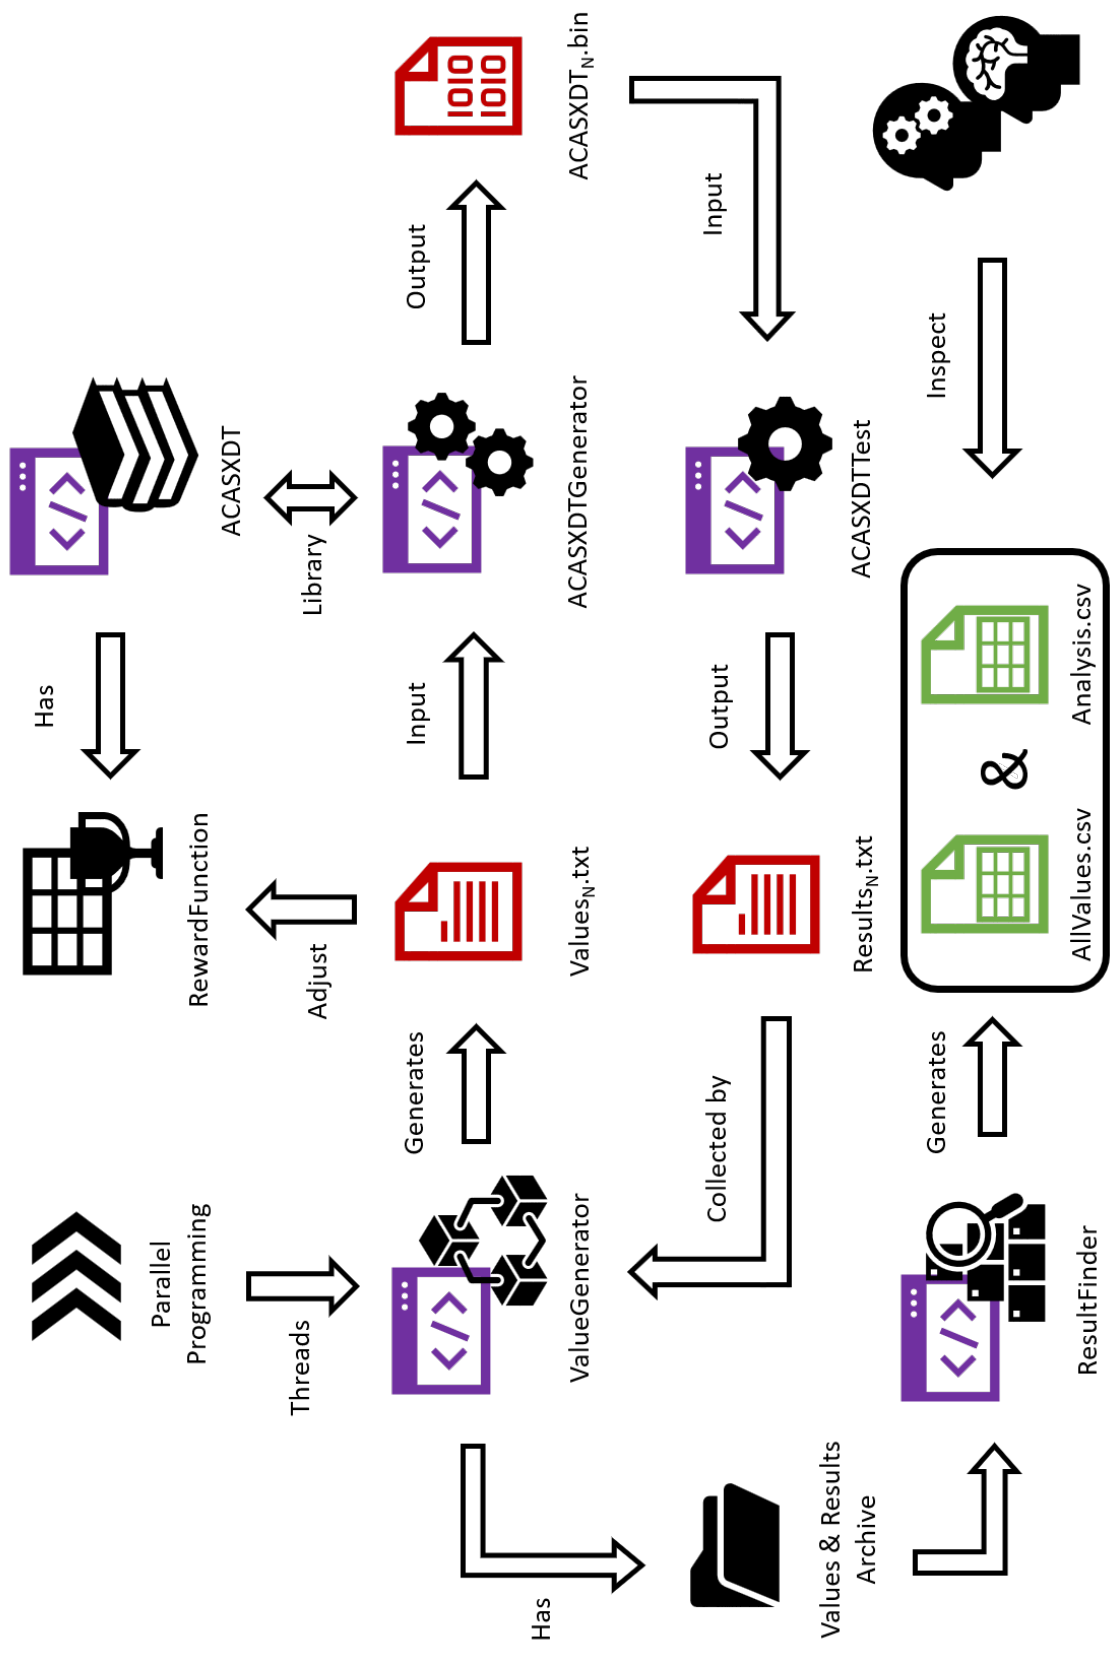 Has
Parallel
Programming
RewardFunction
ACASXDT
Threads
Adjust
Library
Generates
Input
Output
ValueGenerator
ValuesN.txt
ACASXDTGenerator
ACASXDTN.bin
Has
Collected by
Output
Input
Values & Results
Archive
ResultsN.txt
ACASXDTTest
Generates
Inspect
&
ResultFinder
AllValues.csv
Analysis.csv